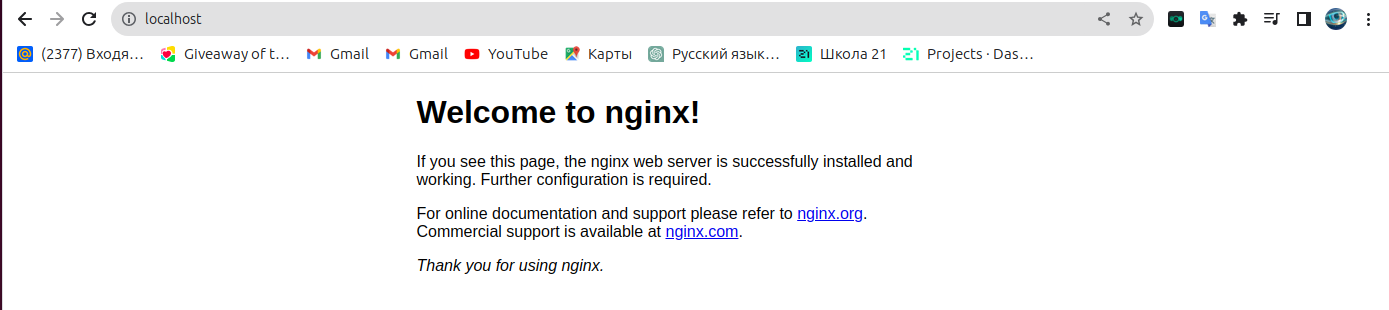 localhost
(2377) Входя… Giveaway of t… Gmail Gmail YouTube Карты Русский язык… Школа 21 Projects · Das…
Welcome to nginx!
If you see this page, the nginx web server is successfully installed and
working. Further configuration is required.
For online documentation and support please refer to nginx.org.
Commercial support is available at nginx.com.
Thank you for using nginx.